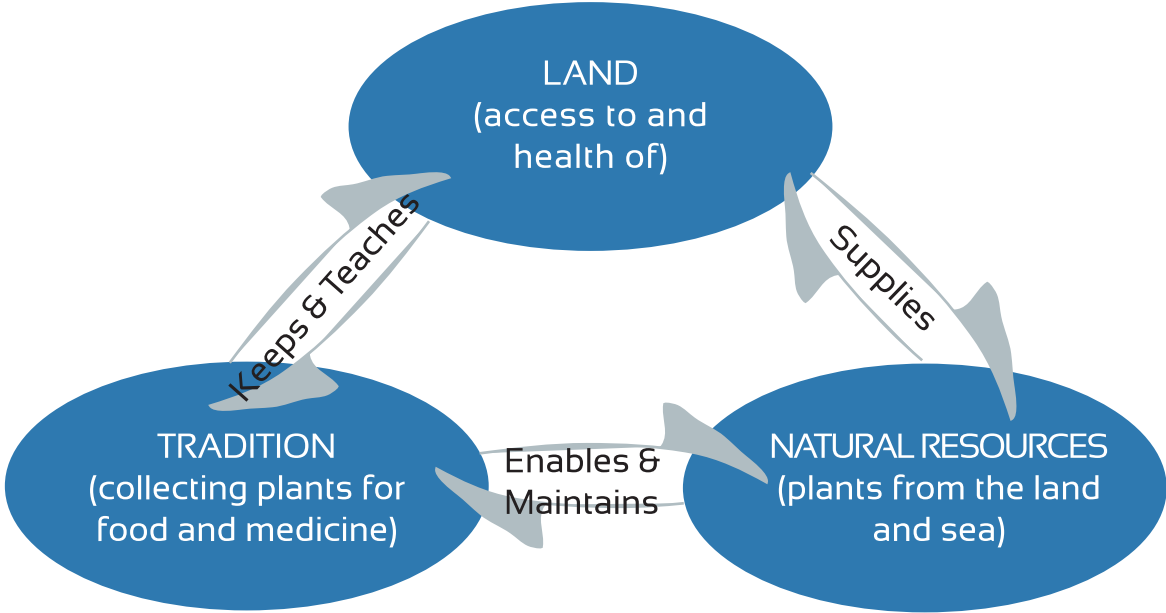 LAND
(access to and
health of)
Keeps & Teaches
Supplies
TRADITION
(collecting plants for
food and medicine)
Enables &
Maintains
NATURAL RESOURCES
(plants from the land
and sea)